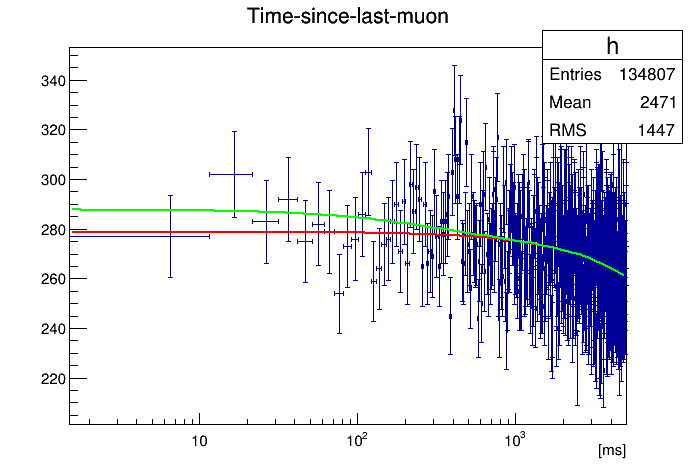 Time-since-last-muon
h
Entries 134807
Mean 2471
RMS 1447
340
320
300
280
260
240
220
10
10²
10³
[ms]